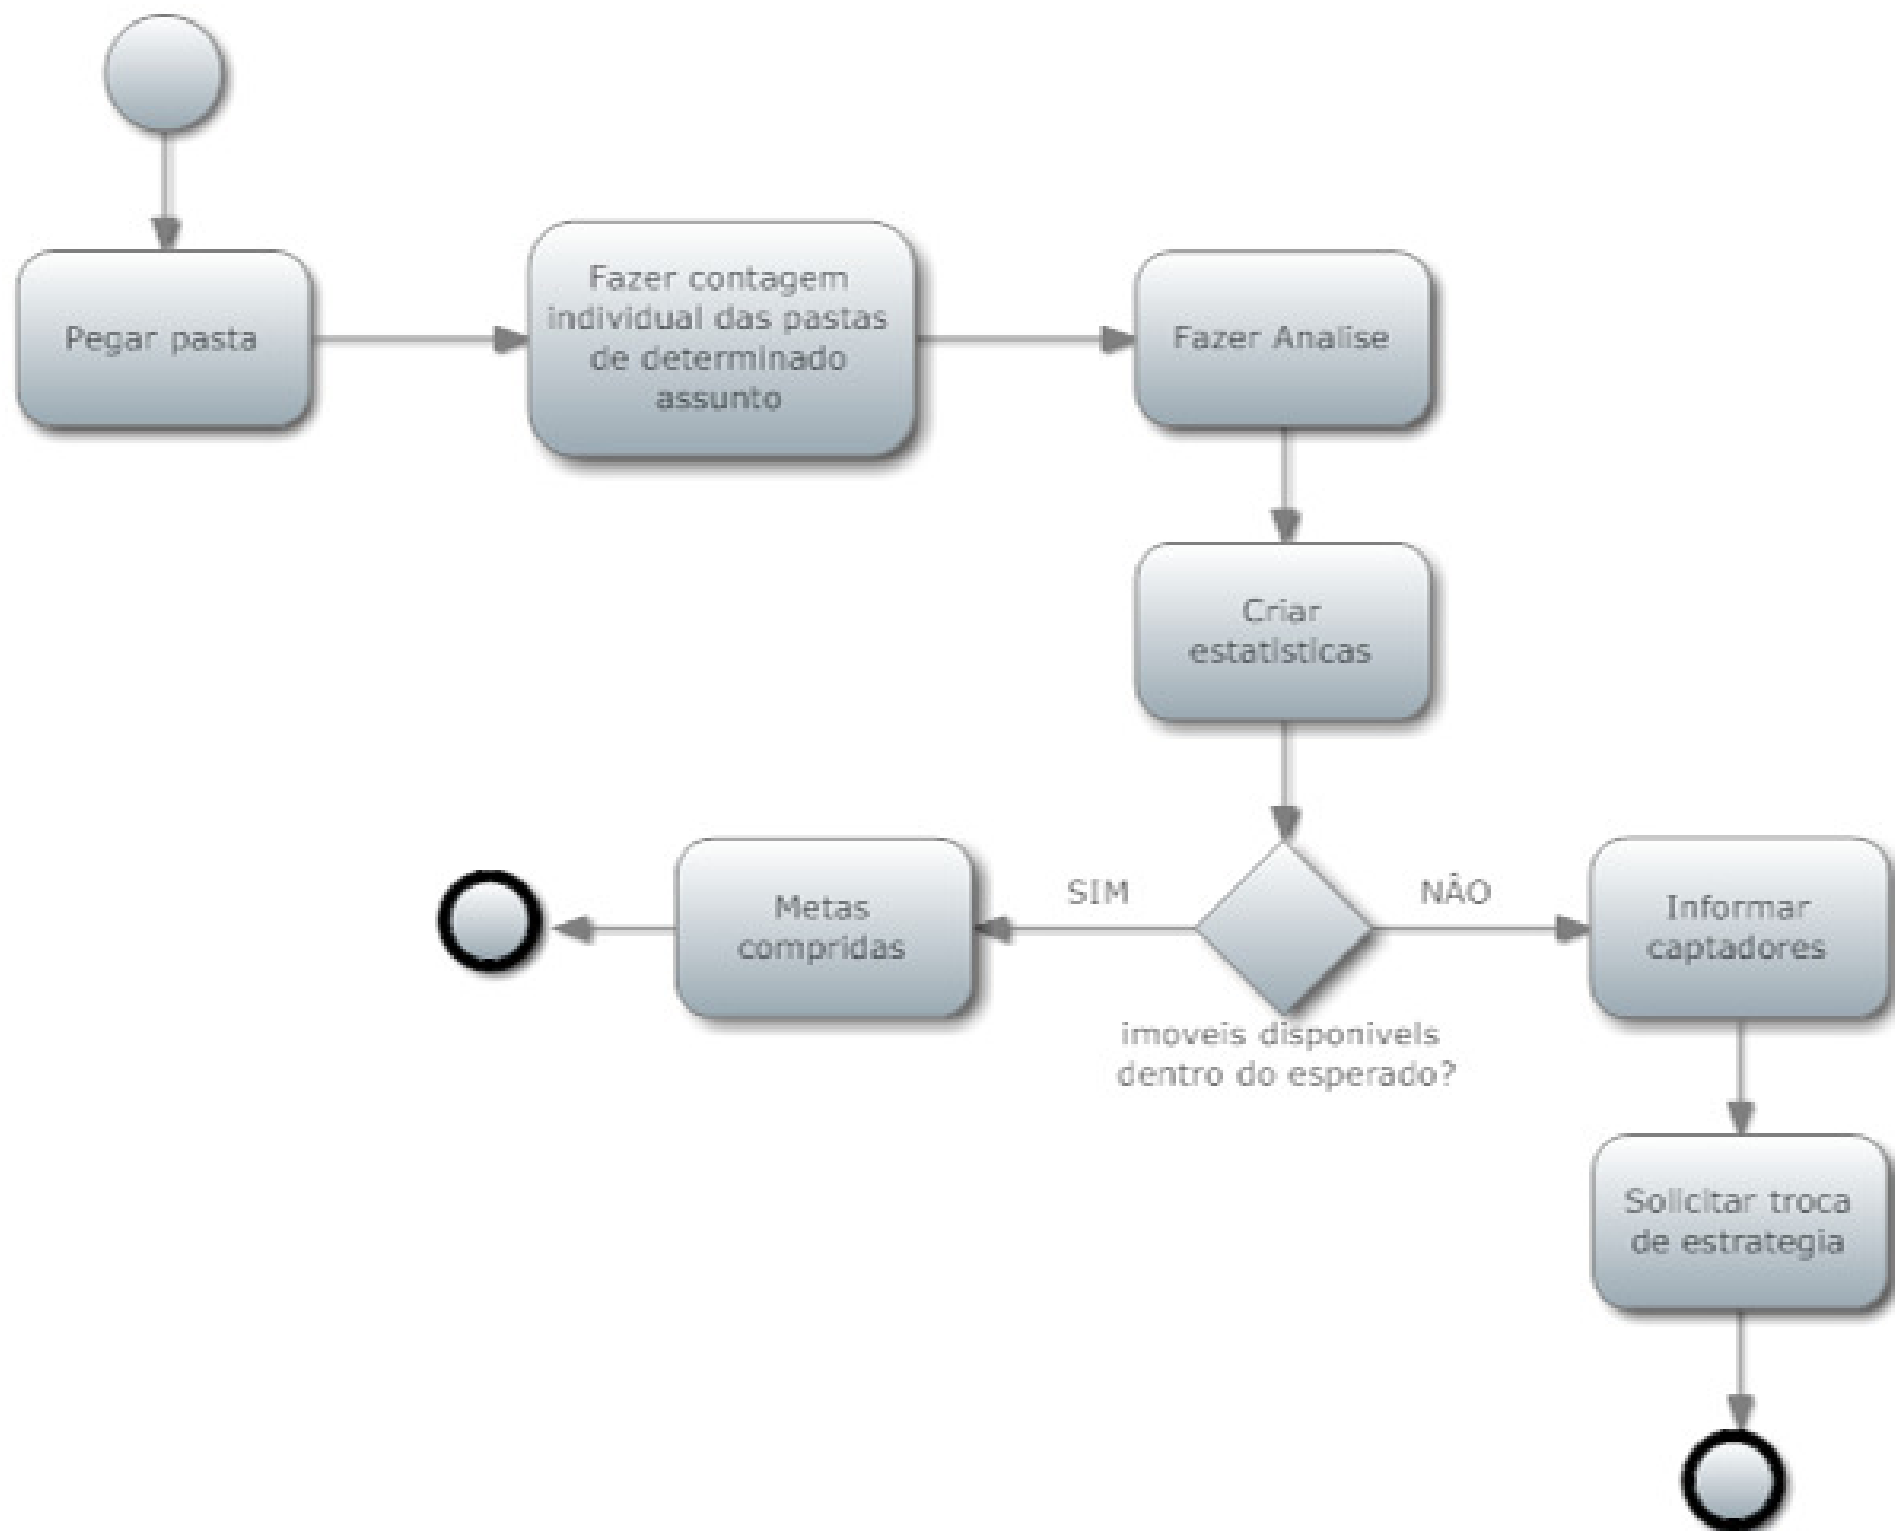 Pegar pasta
Fazer contagem
individual das pastas
de determinado
assunto
Fazer Analise
Criar
estatisticas
SIM
NÃO
Metas
compridas
Informar
captadores
imoveis disponivels
dentro do esperado?
Solicitar troca
de estrategia